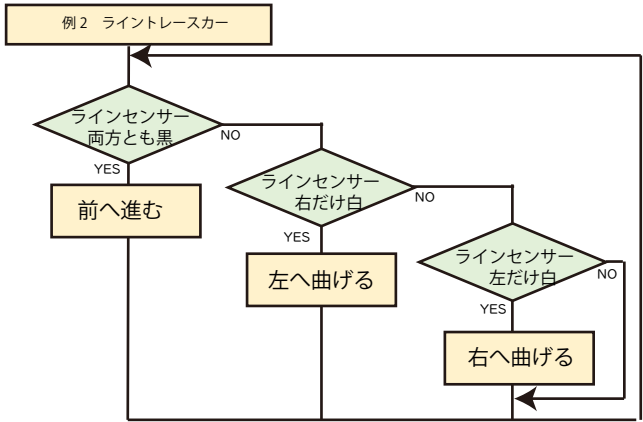 例2　ライントレースカー
ラインセンサー
両方とも黒
NO
YES
前へ進む
ラインセンサー
右だけ白
NO
YES
左へ曲げる
ラインセンサー
左だけ白
NO
YES
右へ曲げる